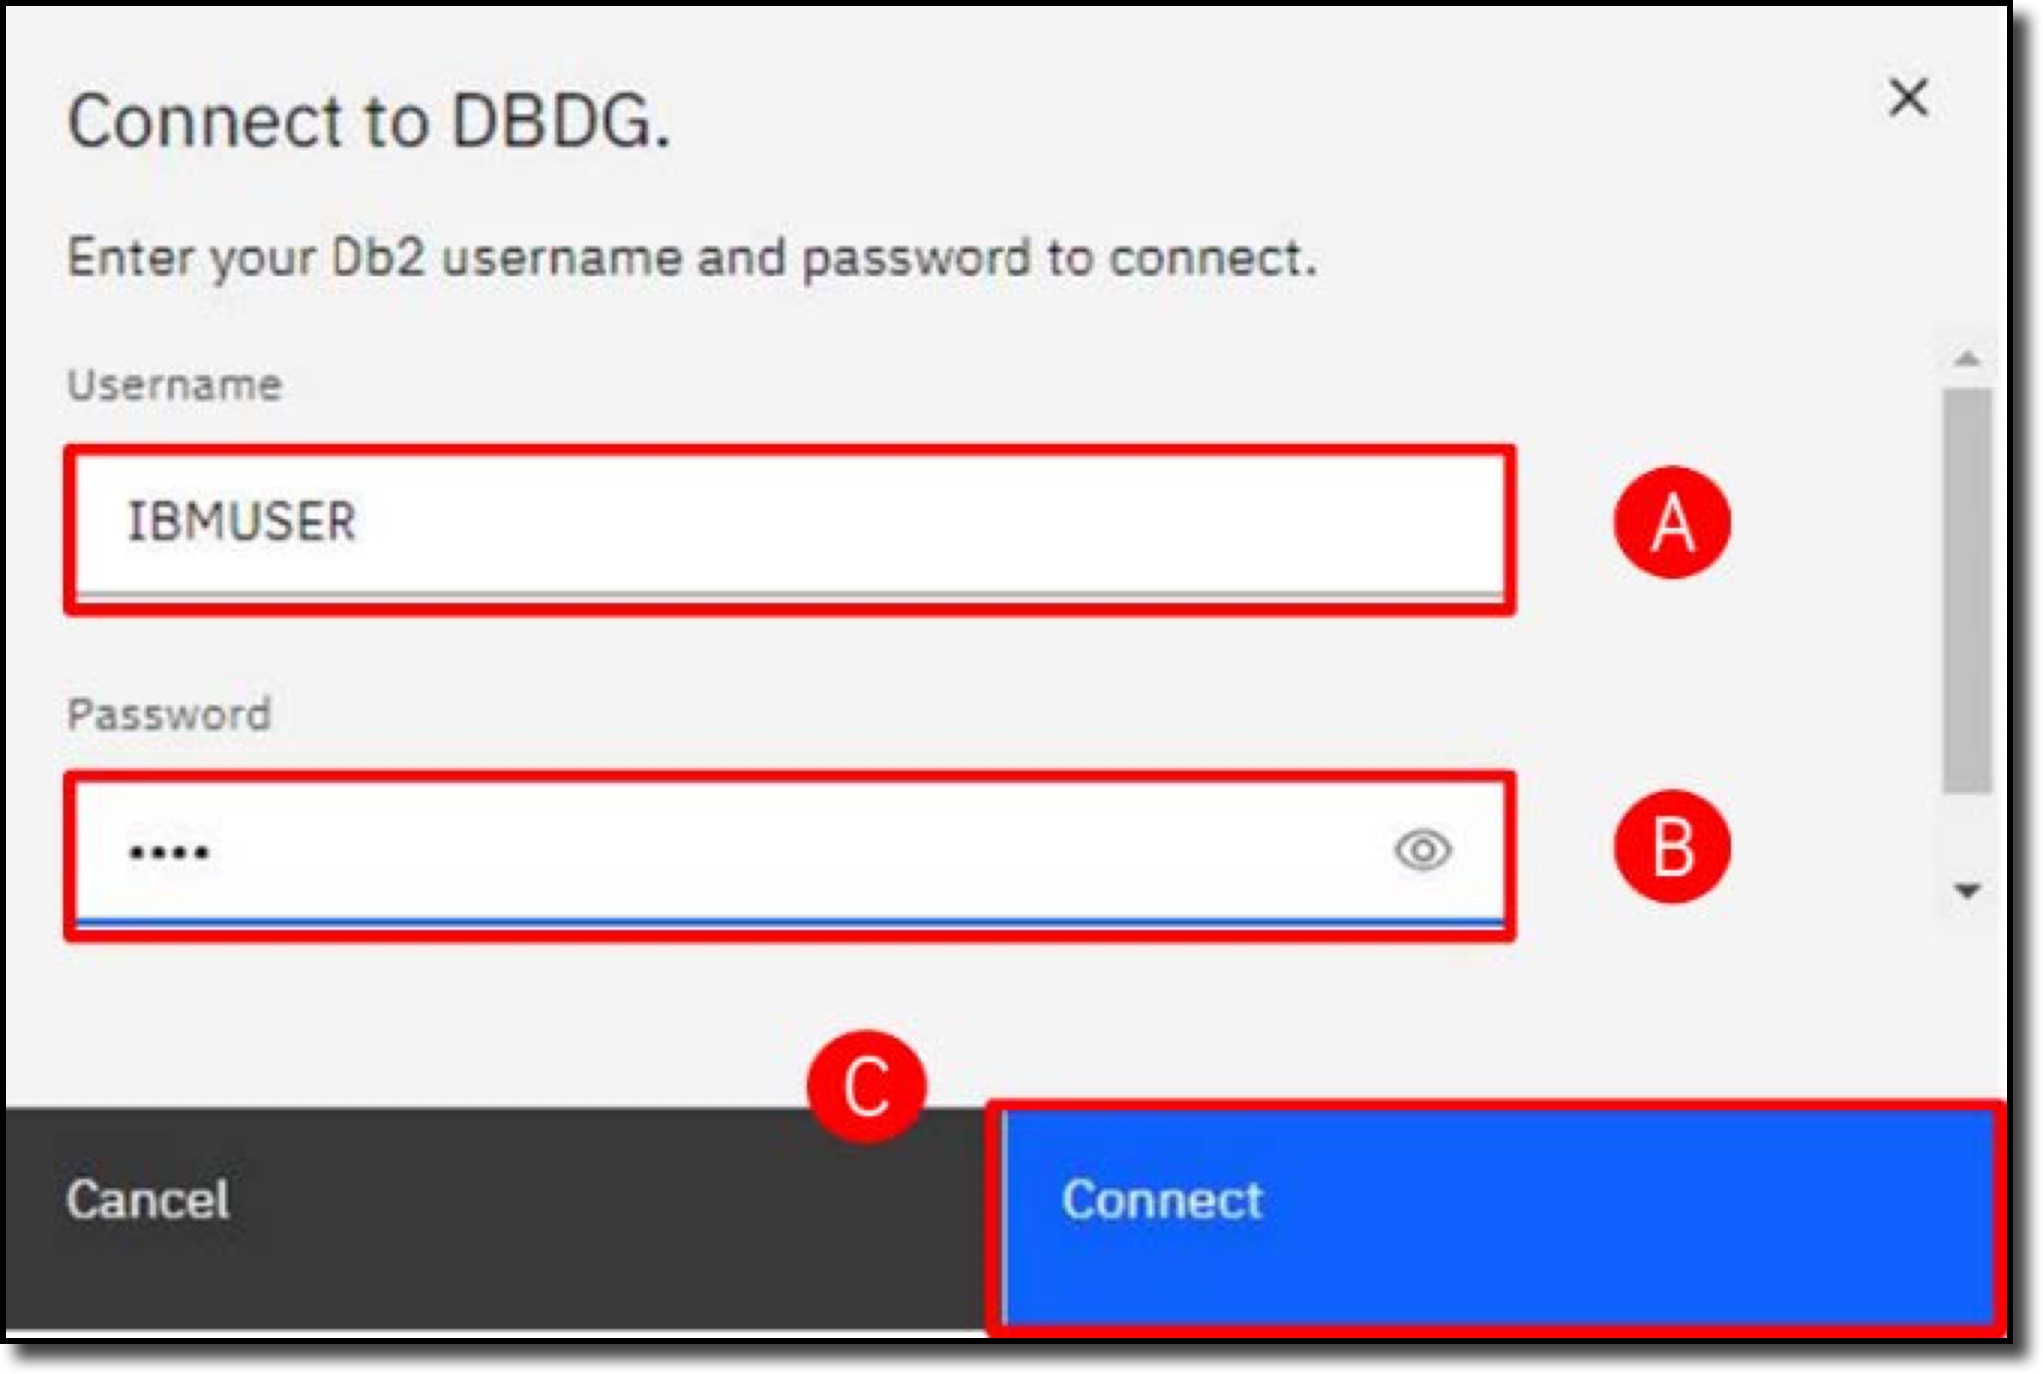 Connect to DBDG.
Enter your Db2 username and password to connect.
Username
IBMUSER
A
Password
••••
B
C
Cancel
Connect